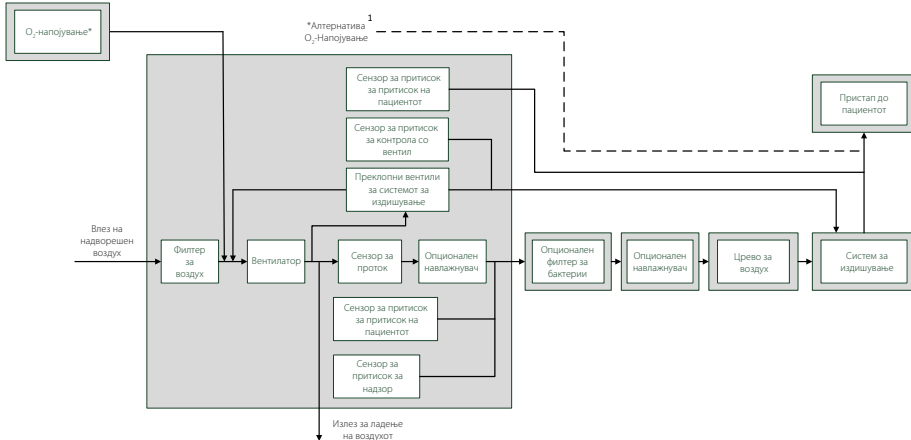 О₂-напојување*
*Алтернатива 1
О₂-Напојување
Сензор за притисок
за притисок на
пациентот
Пристап до
пациентот
Сензор за притисок
за контрола со
вентил
Преклопни вентили
за системот за
издишување
Влез на
надворешен
воздух
Филтер
за
воздух
Вентилатор
Сензор за
проток
Опционален
навлажнувач
Опционален
филтер за
бактерии
Опционален
навлажнувач
Црево за
воздух
Систем за
издишување
Сензор за притисок
за притисок на
пациентот
Сензор за
притисок за
надзор
Излез за ладење
на воздухот